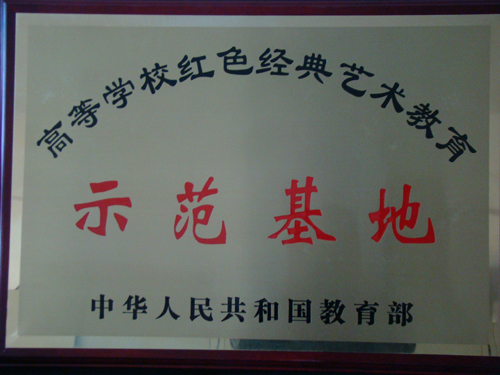 高等学校红色经典艺术教育
示范基地
中华人民共和国教育部